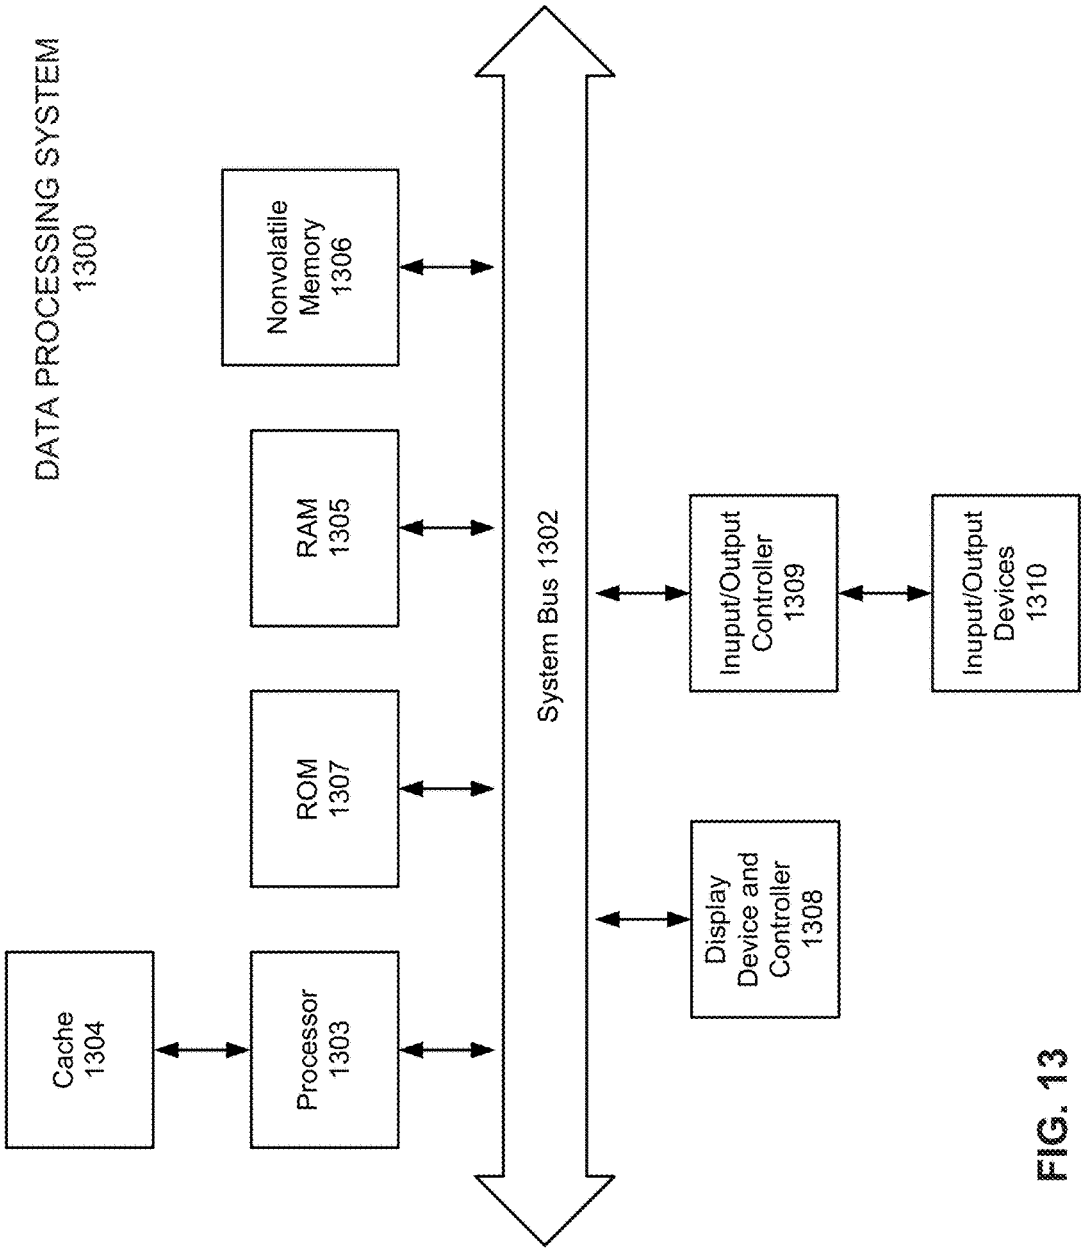 DATA PROCESSING SYSTEM
1300
Cache
1304
Processor
1303
ROM
1307
RAM
1305
Nonvolatile
Memory
1306
System Bus 1302
Display
Device and
Controller
1308
Inuput/Output
Controller
1309
Inuput/Output
Devices
1310
FIG. 13